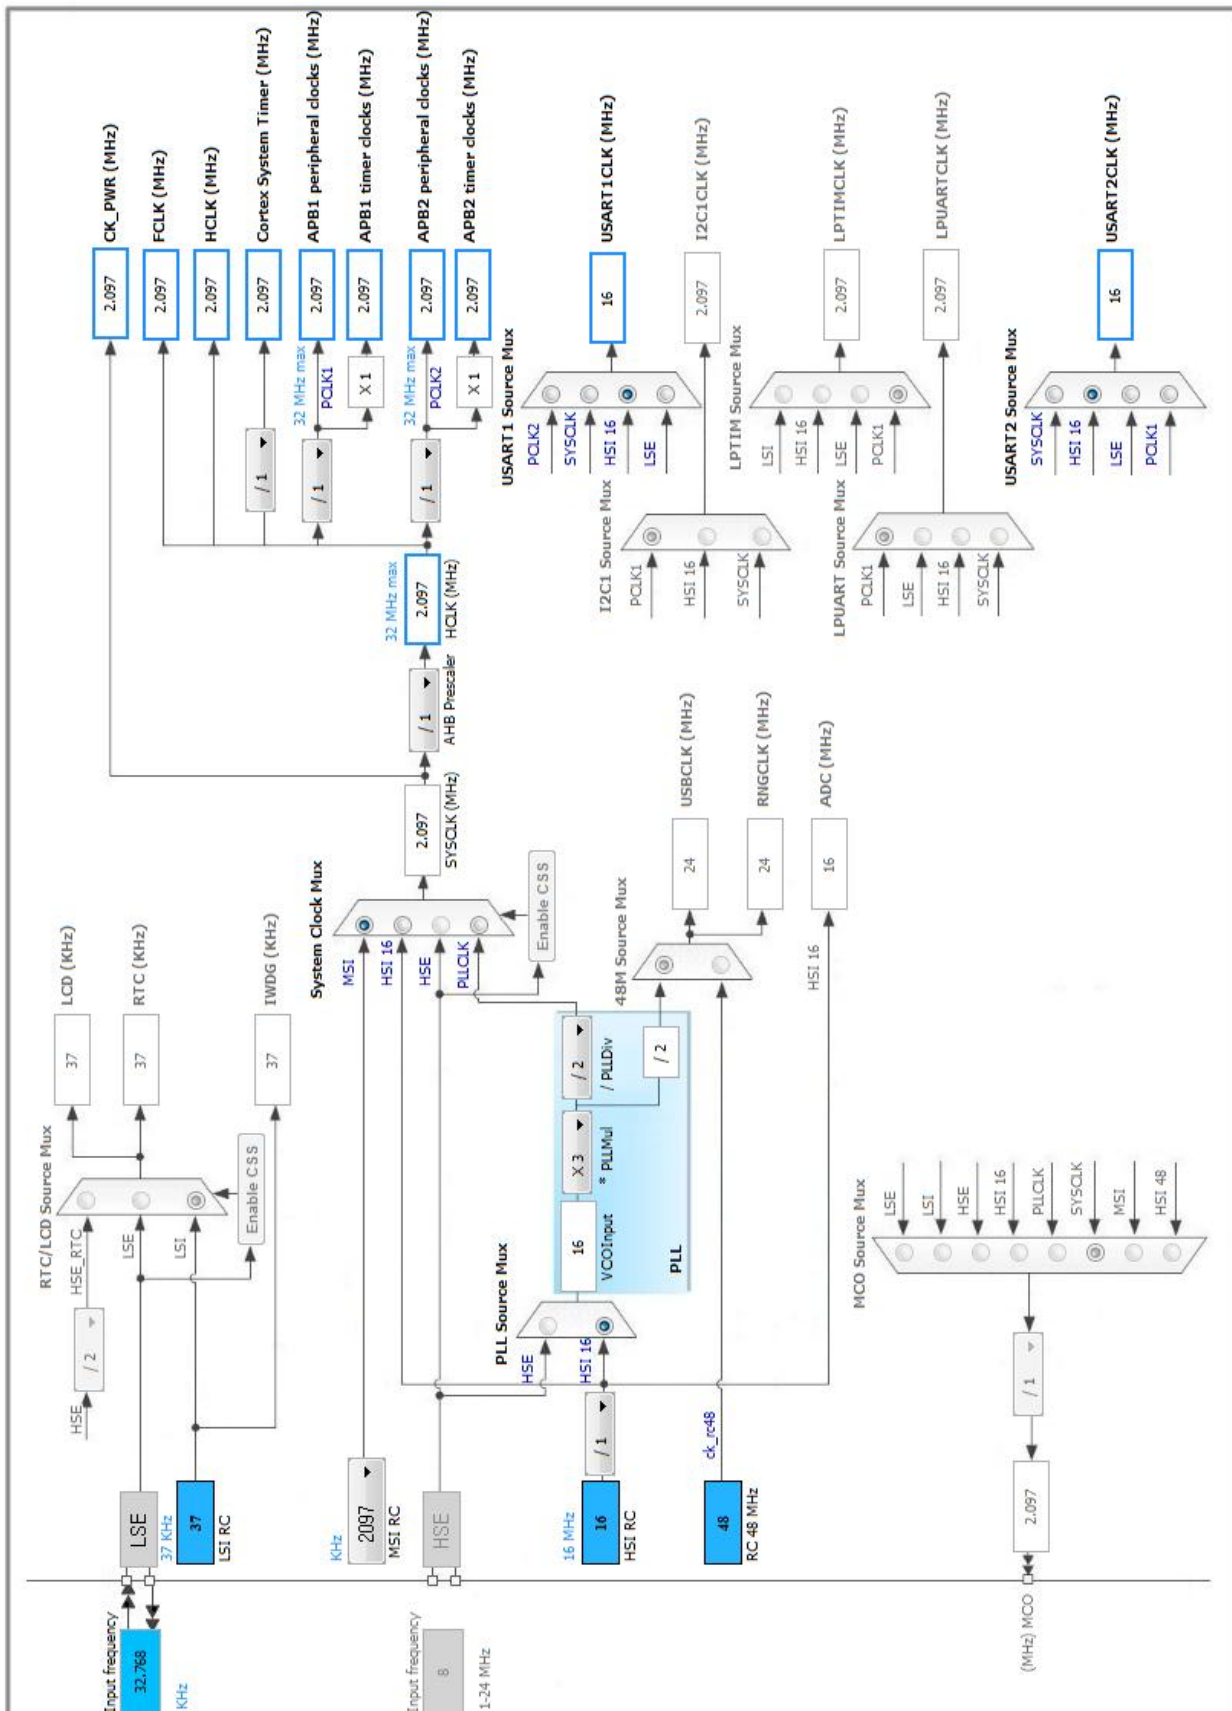 Input frequency
32.768
KHz
LSE
37 KHz
37
LSI RC
HSE
/ 2
HSE_RTC
LSE
LSI
RTC/LCD Source Mux
Enable CSS
37
LCD (KHz)
37
RTC (KHz)
37
IWDG (KHz)
Input frequency
8
1-24 MHz
KHz
2097
MSI RC
HSE
16 MHz
16
HSI RC
/ 1
48
RC 48 MHz
ck_rc48
PLL Source Mux
HSE
HSI 16
16
VCOInput
X 3
* PLLMul
/ 2
/ PLLDiv
/ 2
PLL
System Clock Mux
MSI
HSI 16
HSE
PLLCLK
Enable CSS
2.097
SYSCLK (MHz)
/ 1
AHB Prescaler
32 MHz max
2.097
HCLK (MHz)
48M Source Mux
24
USBCLK (MHz)
24
RNGCLK (MHz)
HSI 16
16
ADC (MHz)
2.097
CK_PWR (MHz)
2.097
FCLK (MHz)
2.097
HCLK (MHz)
/ 1
2.097
Cortex System Timer (MHz)
/ 1
32 MHz max
PCLK1
2.097
APB1 peripheral clocks (MHz)
X 1
2.097
APB1 timer clocks (MHz)
/ 1
32 MHz max
PCLK2
2.097
APB2 peripheral clocks (MHz)
X 1
2.097
APB2 timer clocks (MHz)
USART1 Source Mux
PCLK2
SYSCLK
HSI 16
LSE
16
USART1CLK (MHz)
I2C1 Source Mux
PCLK1
HSI 16
SYSCLK
2.097
I2C1CLK (MHz)
LPTIM Source Mux
LSI
HSI 16
LSE
PCLK1
2.097
LPTIMCLK (MHz)
LPUART Source Mux
PCLK1
LSE
HSI 16
SYSCLK
2.097
LPUARTCLK (MHz)
USART2 Source Mux
SYSCLK
HSI 16
LSE
PCLK1
16
USART2CLK (MHz)
MCO Source Mux
LSE
LSI
HSE
HSI 16
PLLCLK
SYSCLK
MSI
HSI 48
/ 1
2.097
(MHz) MCO